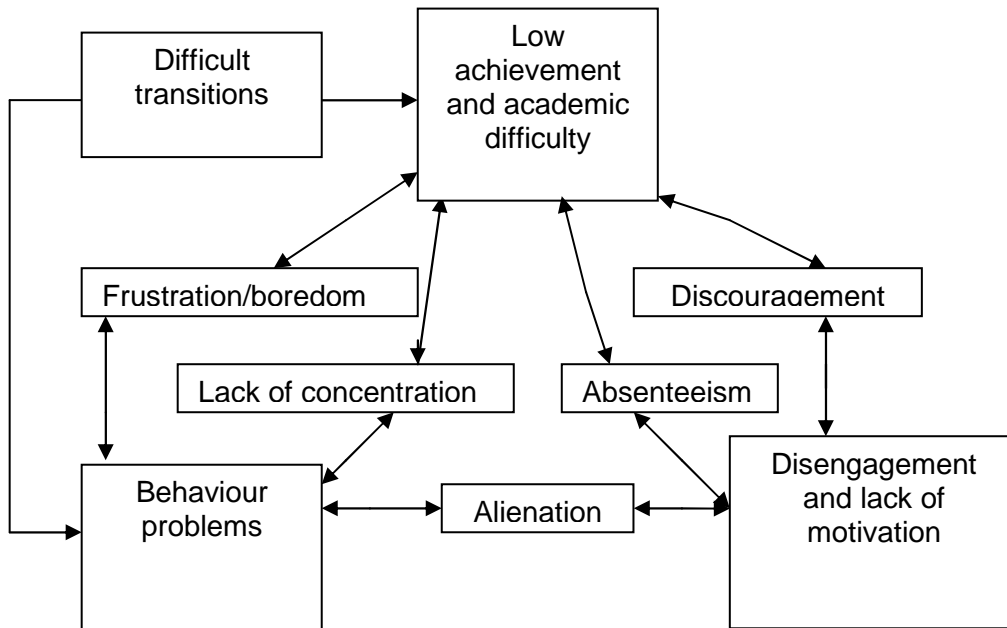 Difficult
transitions
Low
achievement
and academic
difficulty
Frustration/boredom
Discouragement
Lack of concentration
Absenteeism
Behaviour
problems
Alienation
Disengagement
and lack of
motivation